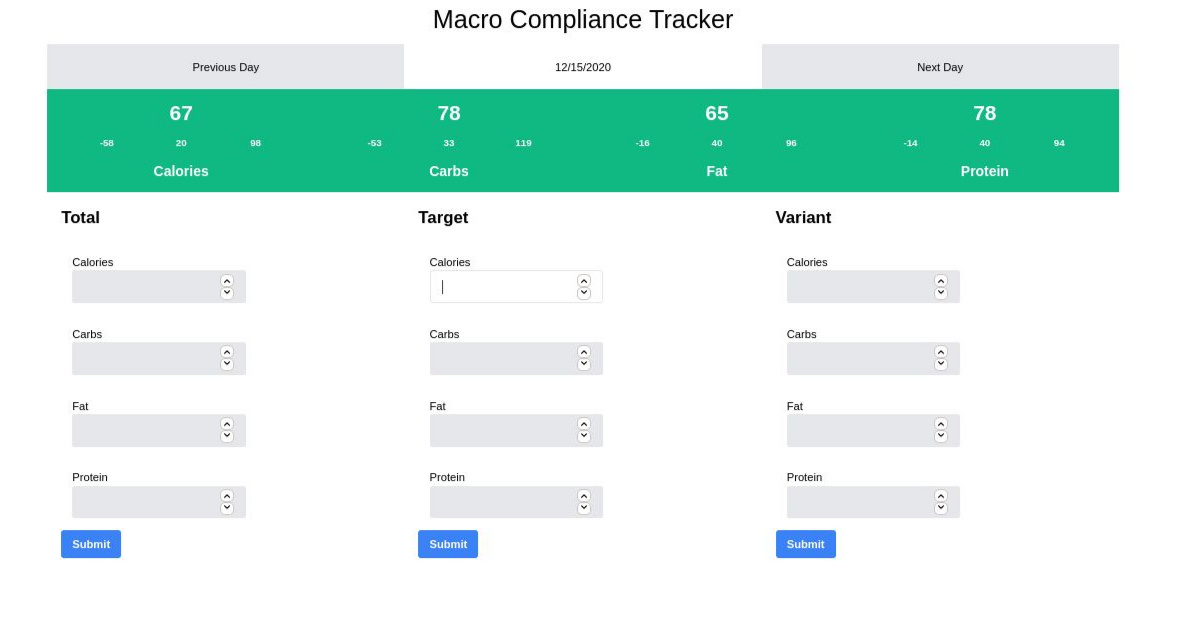 Macro Compliance Tracker
Previous Day 12/15/2020 Next Day
67 78 65 78
-58 20 98 -53 33 119 -16 40 96 -14 40 94
Calories Carbs Fat Protein
Total Target Variant
Calories Calories Calories
Carbs Carbs Carbs
Fat Fat Fat
Protein Protein Protein
Submit Submit Submit